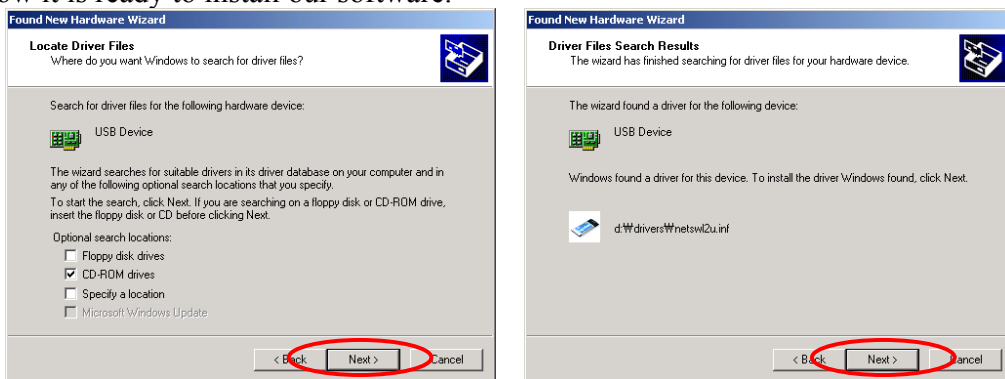 ow it is ready to install our software.
Found New Hardware Wizard
Locate Driver Files
Where do you want Windows to search for driver files?
Search for driver files for the following hardware device:
USB Device
The wizard searches for suitable drivers in its driver database on your computer and in
any of the following optional search locations that you specify.
To start the search, click Next. If you are searching on a floppy disk or CD-ROM drive,
insert the floppy disk or CD before clicking Next.
Optional search locations:
Floppy disk drives
CD-ROM drives
Specify a location
Microsoft Windows Update
< Back Next > Cancel
Found New Hardware Wizard
Driver Files Search Results
The wizard has finished searching for driver files for your hardware device.
The wizard found a driver for the following device:
USB Device
Windows found a driver for this device. To install the driver Windows found, click Next.
d:₩drivers₩netswl2u.inf
< Back Next > Cancel